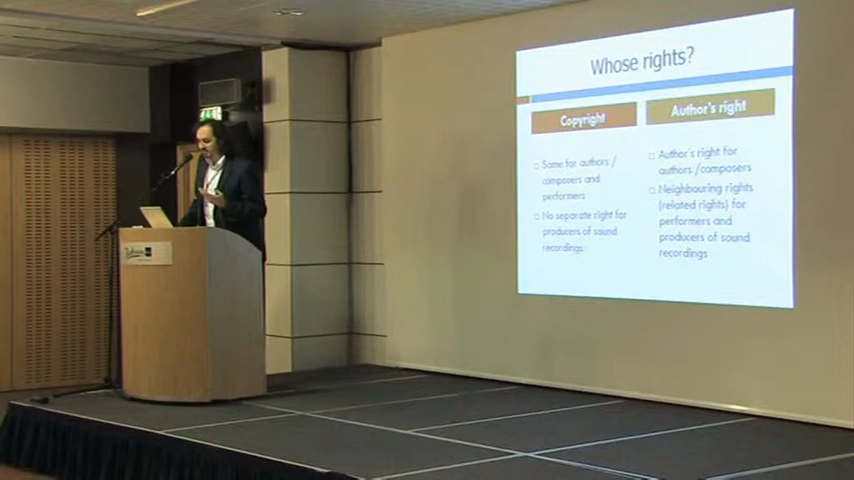 Whose rights?
Copyright
Author's right
Same for authors /
composers and
performers
No separate right for
producers of sound
recordings
Author's right for
authors /composers
Neighbouring rights
(related rights) for
performers, and
producers of sound
recordings